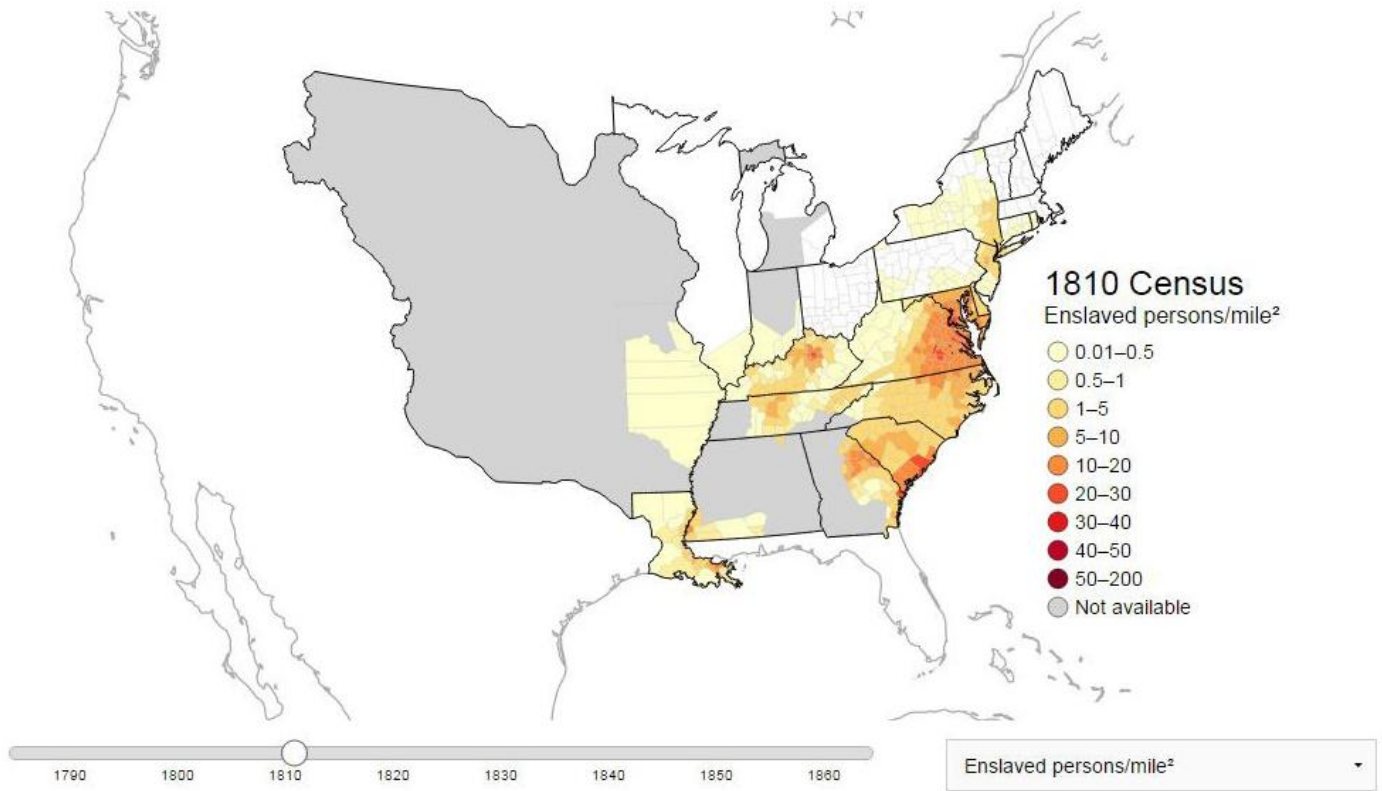 1810 Census
Enslaved persons/mile²
0.01–0.5
0.5–1
1–5
5–10
10–20
20–30
30–40
40–50
50–200
Not available
1790 1800 1810 1820 1830 1840 1850 1860
Enslaved persons/mile²